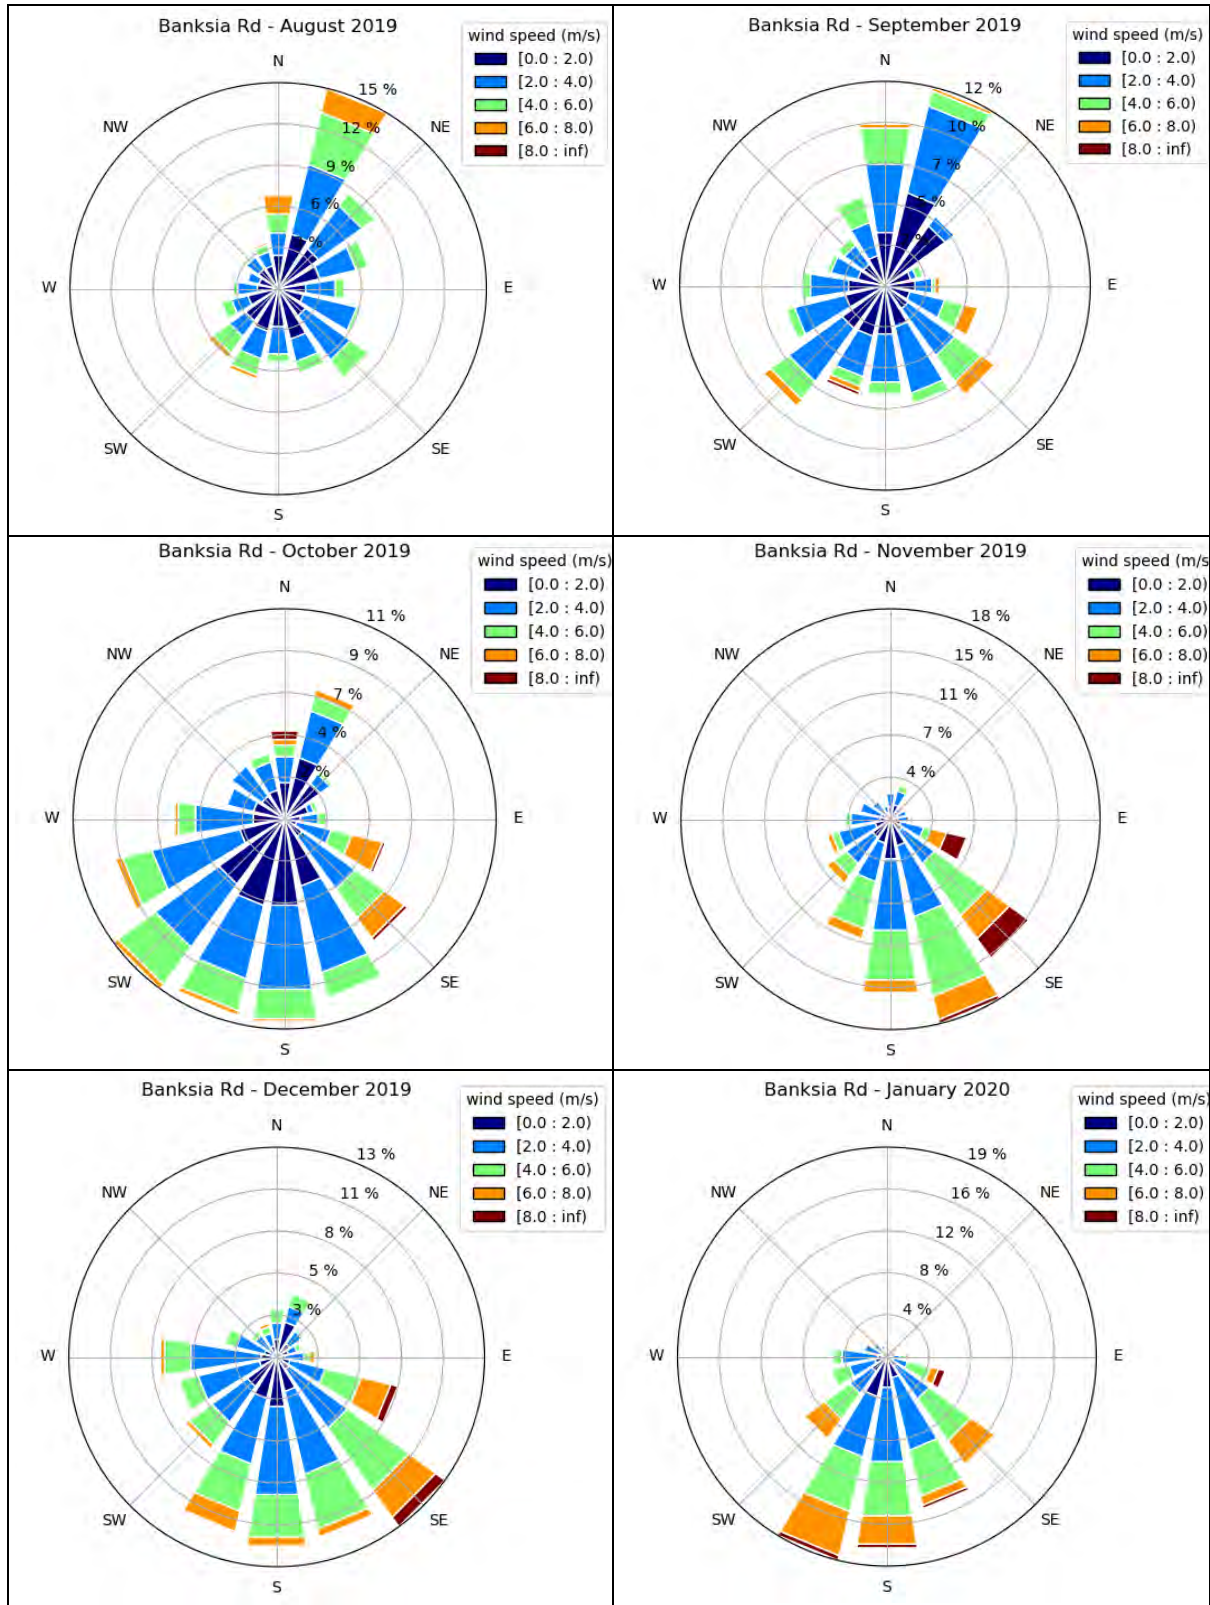 Banksia Rd - August 2019
wind speed (m/s)
[0.0 : 2.0)
[2.0 : 4.0)
[4.0 : 6.0)
[6.0 : 8.0)
[8.0 : inf)
N
15 %
NW
12 %
NE
9 %
6 %
%
W
E
SW
SE
S
Banksia Rd - September 2019
wind speed (m/s)
[0.0 : 2.0)
[2.0 : 4.0)
[4.0 : 6.0)
[6.0 : 8.0)
[8.0 : inf)
N
12 %
NW
10 %
NE
7 %
5 %
%
W
E
SW
SE
S
Banksia Rd - October 2019
wind speed (m/s)
[0.0 : 2.0)
[2.0 : 4.0)
[4.0 : 6.0)
[6.0 : 8.0)
[8.0 : inf)
N
11 %
NW
9 %
NE
7 %
4 %
2 %
W
E
SW
SE
S
Banksia Rd - November 2019
wind speed (m/s
[0.0 : 2.0)
[2.0 : 4.0)
[4.0 : 6.0)
[6.0 : 8.0)
[8.0 : inf)
N
18 %
NW
15 %
NE
11 %
7 %
4 %
W
E
SW
SE
S
Banksia Rd - December 2019
wind speed (m/s)
[0.0 : 2.0)
[2.0 : 4.0)
[4.0 : 6.0)
[6.0 : 8.0)
[8.0 : inf)
N
13 %
NW
11 %
NE
8 %
5 %
3 %
W
E
SW
SE
S
Banksia Rd - January 2020
wind speed (m/s)
[0.0 : 2.0)
[2.0 : 4.0)
[4.0 : 6.0)
[6.0 : 8.0)
[8.0 : inf)
N
19 %
NW
16 %
NE
12 %
8 %
4 %
W
E
SW
SE
S